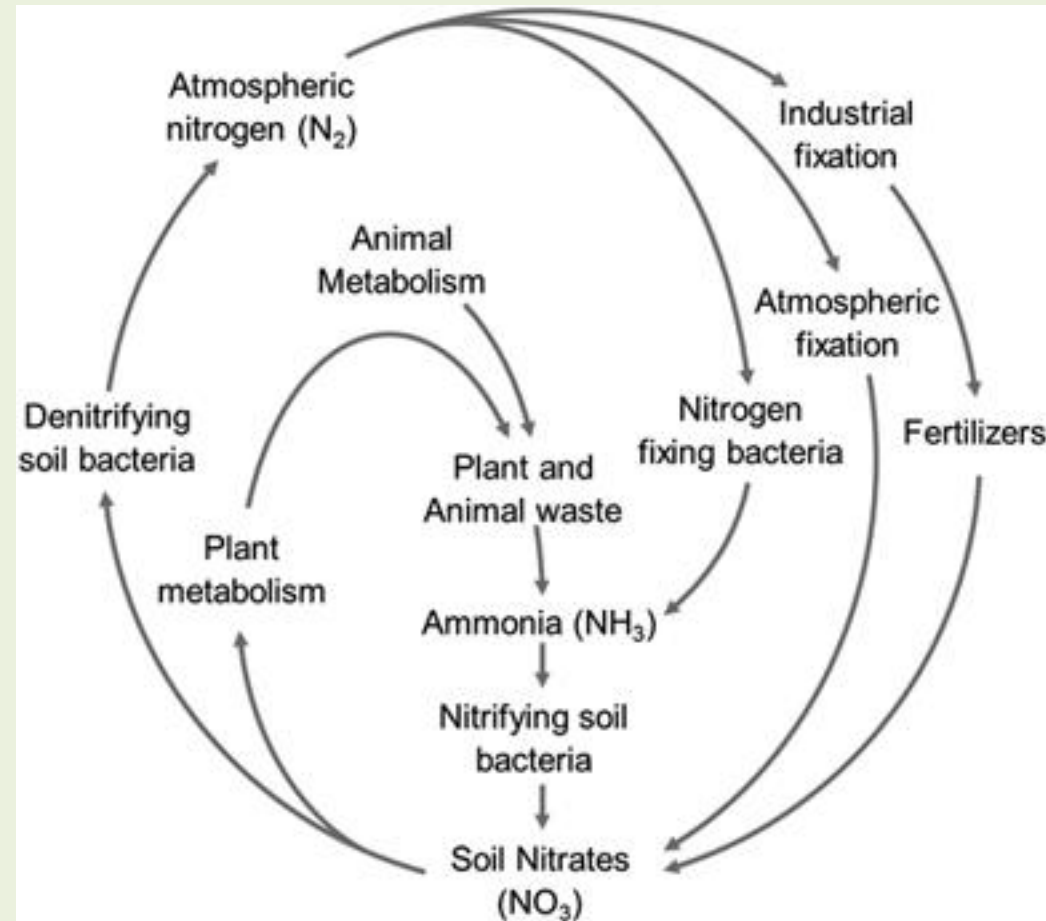 Atmospheric
nitrogen (N₂)
Industrial
fixation
Animal
Metabolism
Atmospheric
fixation
Denitrifying
soil bacteria
Nitrogen
fixing bacteria
Fertilizers
Plant and
Animal waste
Plant
metabolism
Ammonia (NH₃)
Nitrifying soil
bacteria
Soil Nitrates
(NO₃)